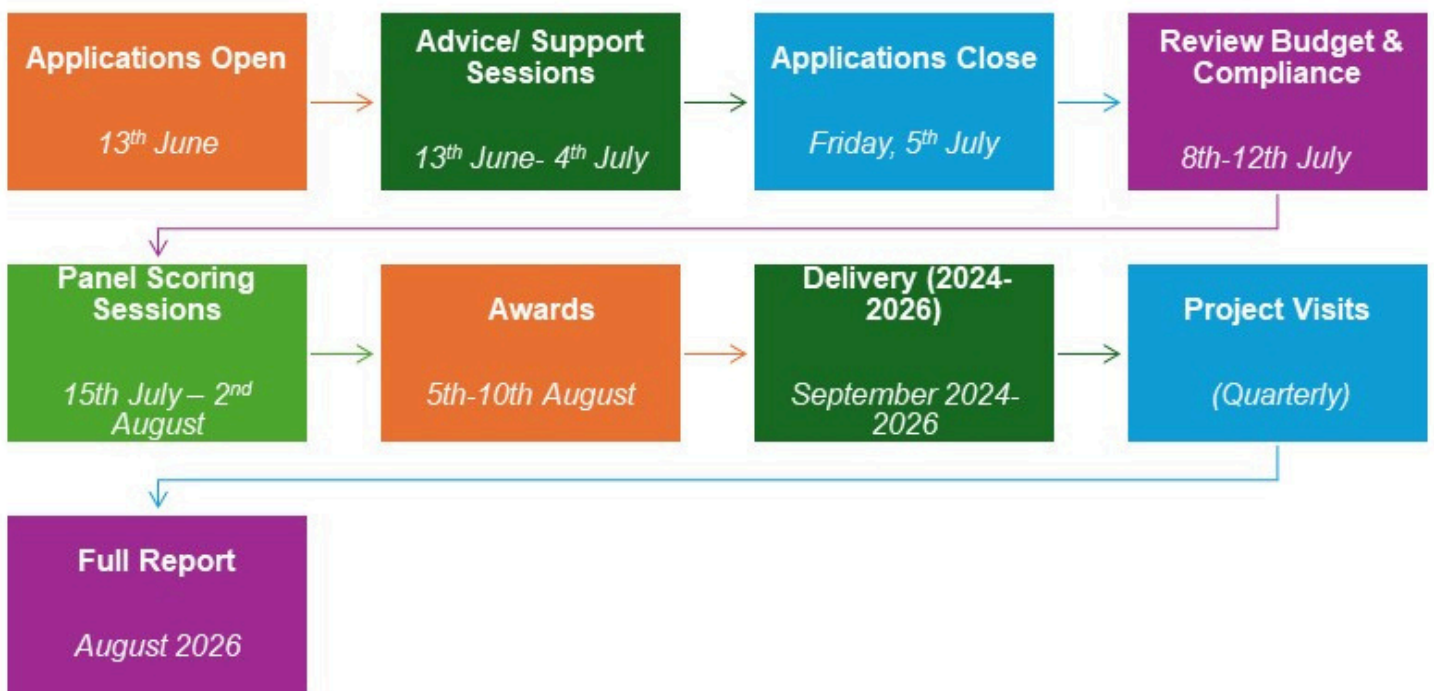 Applications Open
13th June
Advice/ Support
Sessions
13th June- 4th July
Applications Close
Friday, 5th July
Review Budget &
Compliance
8th-12th July
Panel Scoring
Sessions
15th July – 2nd
August
Awards
5th-10th August
Delivery (2024-
2026)
September 2024-
2026
Project Visits
(Quarterly)
Full Report
August 2026